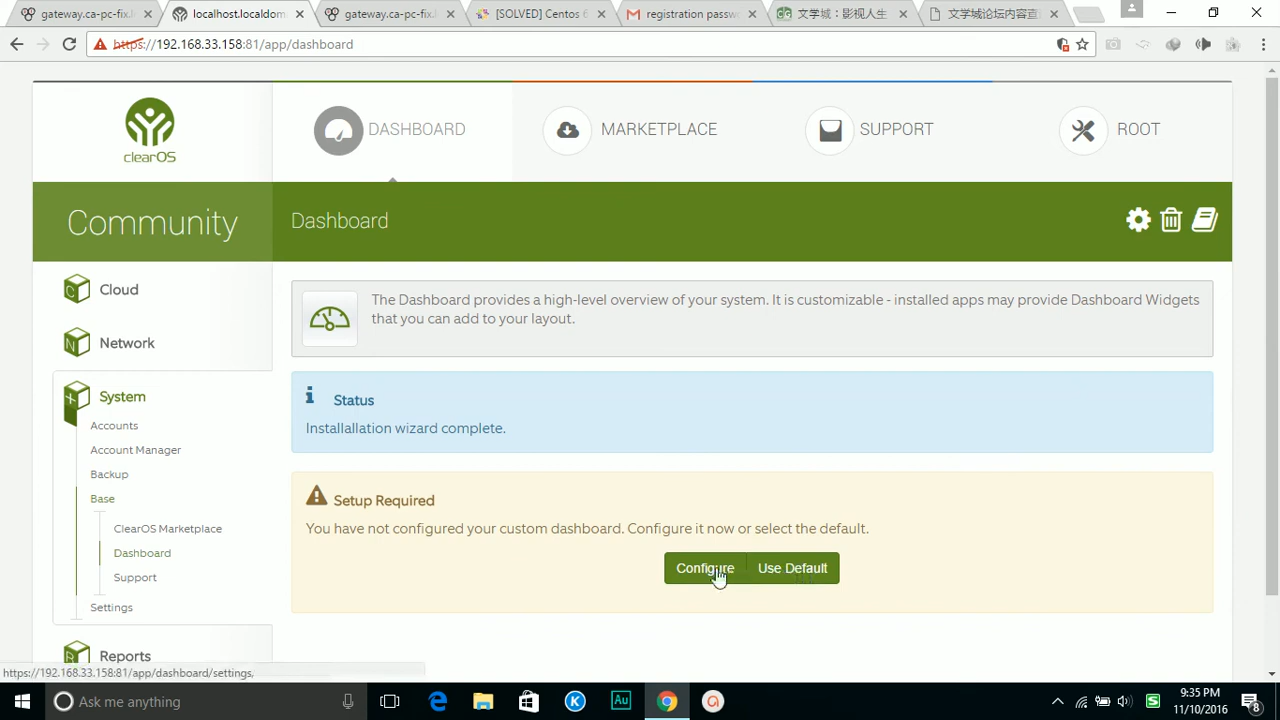 gateway.ca-pc-fix.l
localhost.localdom
gateway.ca-pc-fix.l
[SOLVED] Centos 6
registration passw
文学城：影视人生
文学城论坛内容直
https://192.168.33.158:81/app/dashboard
clearOS
DASHBOARD
MARKETPLACE
SUPPORT
ROOT
Community
Dashboard
Cloud
Network
System
Accounts
Account Manager
Backup
Base
ClearOS Marketplace
Dashboard
Support
Settings
Reports
The Dashboard provides a high-level overview of your system. It is customizable - installed apps may provide Dashboard Widgets
that you can add to your layout.
Status
Installallation wizard complete.
Setup Required
You have not configured your custom dashboard. Configure it now or select the default.
Configure
Use Default
https://192.168.33.158:81/app/dashboard/settings,
Ask me anything
Au
9:35 PM
11/10/2016
8